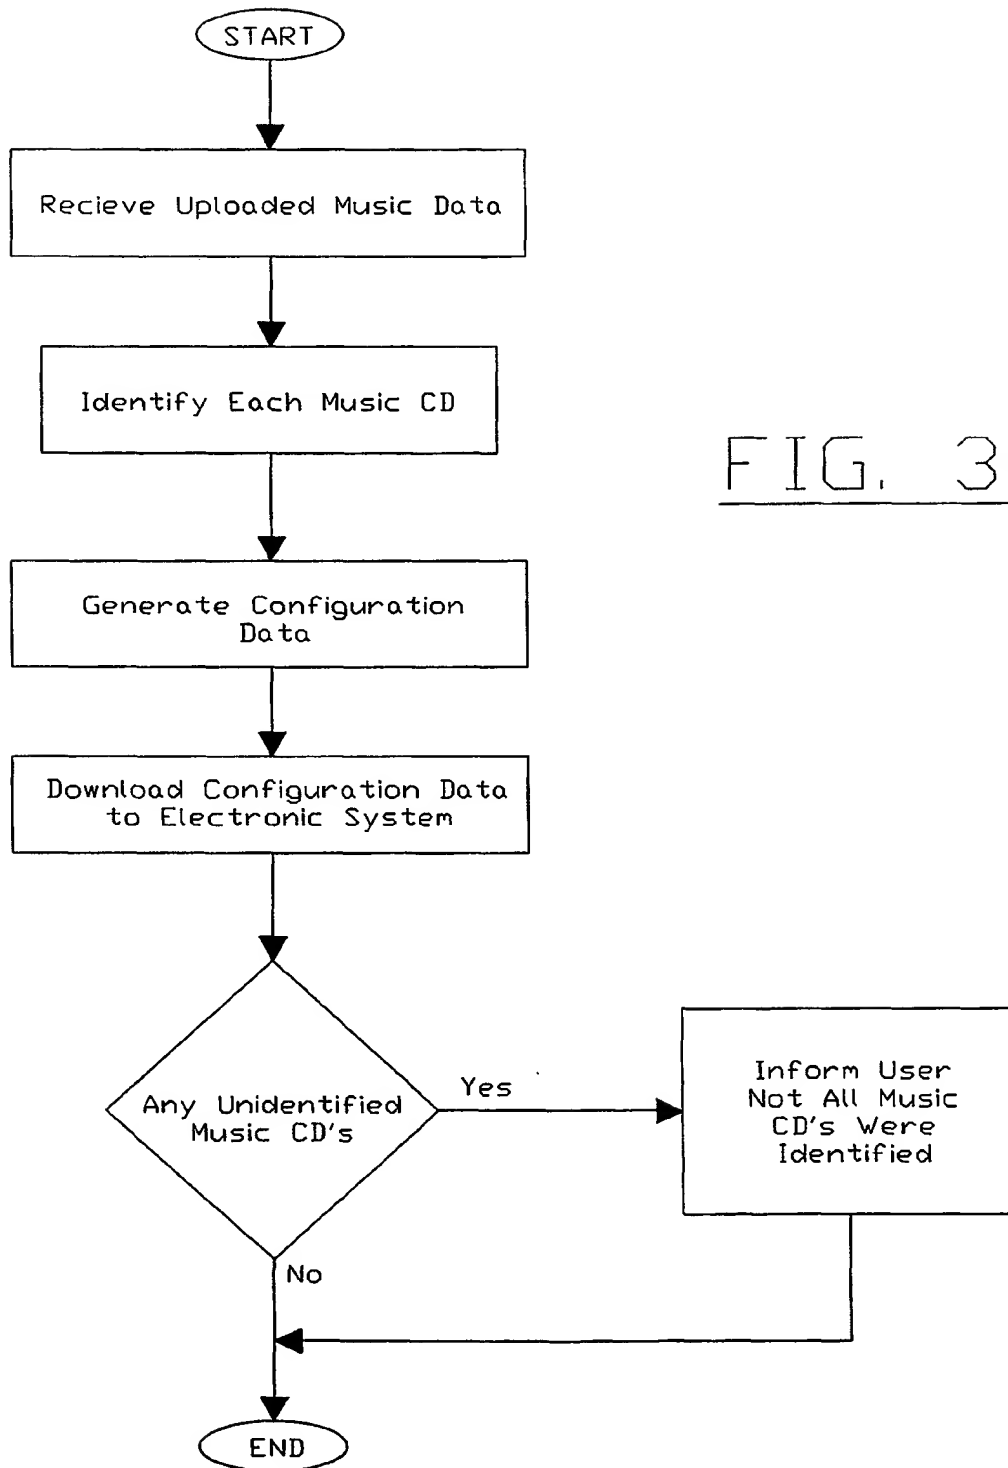 START
Recieve Uploaded Music Data
Identify Each Music CD
FIG. 3
Generate Configuration
Data
Download Configuration Data
to Electronic System
Any Unidentified
Music CD's
Yes
Inform User
Not All Music
CD's Were
Identified
No
END